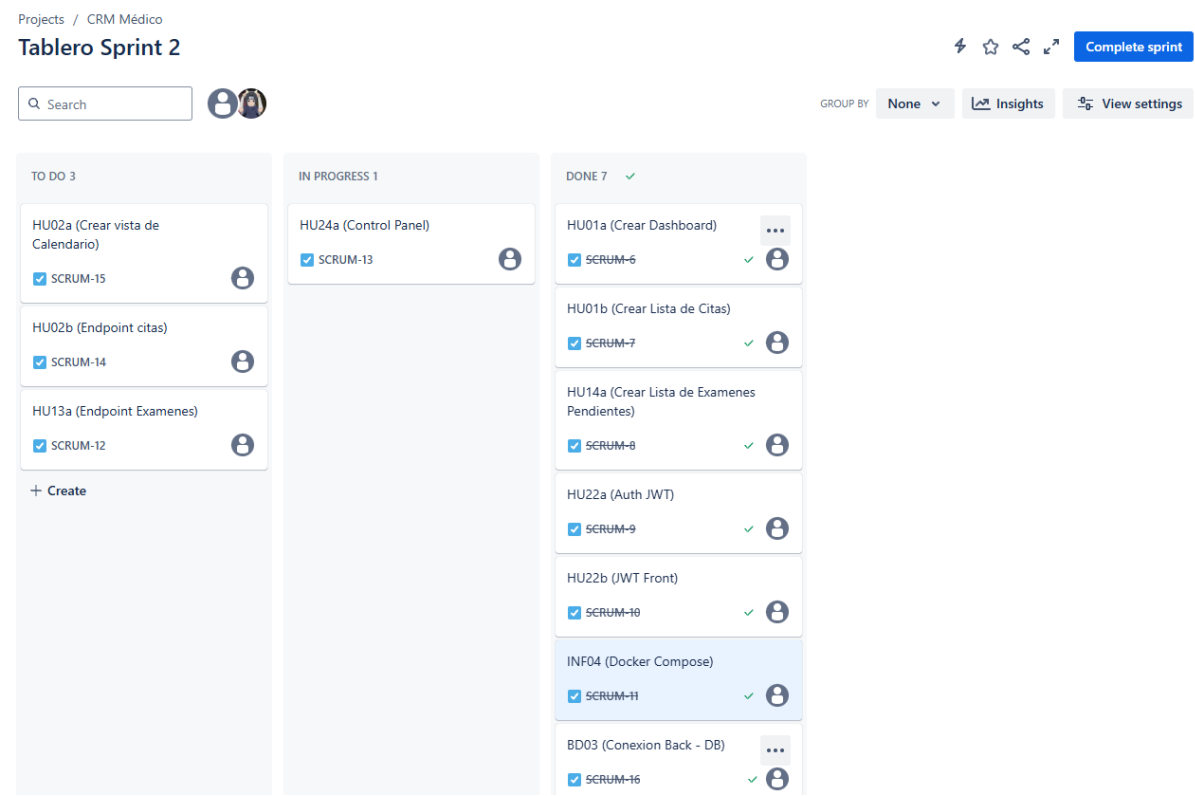 Projects / CRM Médico
Tablero Sprint 2
Complete sprint
Search
GROUP BY None Insights View settings
TO DO 3
HU02a (Crear vista de
Calendario)
SCRUM-15
HU02b (Endpoint citas)
SCRUM-14
HU13a (Endpoint Examenes)
SCRUM-12
+ Create
IN PROGRESS 1
HU24a (Control Panel)
SCRUM-13
DONE 7
HU01a (Crear Dashboard)
SCRUM-6
HU01b (Crear Lista de Citas)
SCRUM-7
HU14a (Crear Lista de Examenes
Pendientes)
SCRUM-8
HU22a (Auth JWT)
SCRUM-9
HU22b (JWT Front)
SCRUM-10
INF04 (Docker Compose)
SCRUM-11
BD03 (Conexion Back - DB)
SCRUM-16